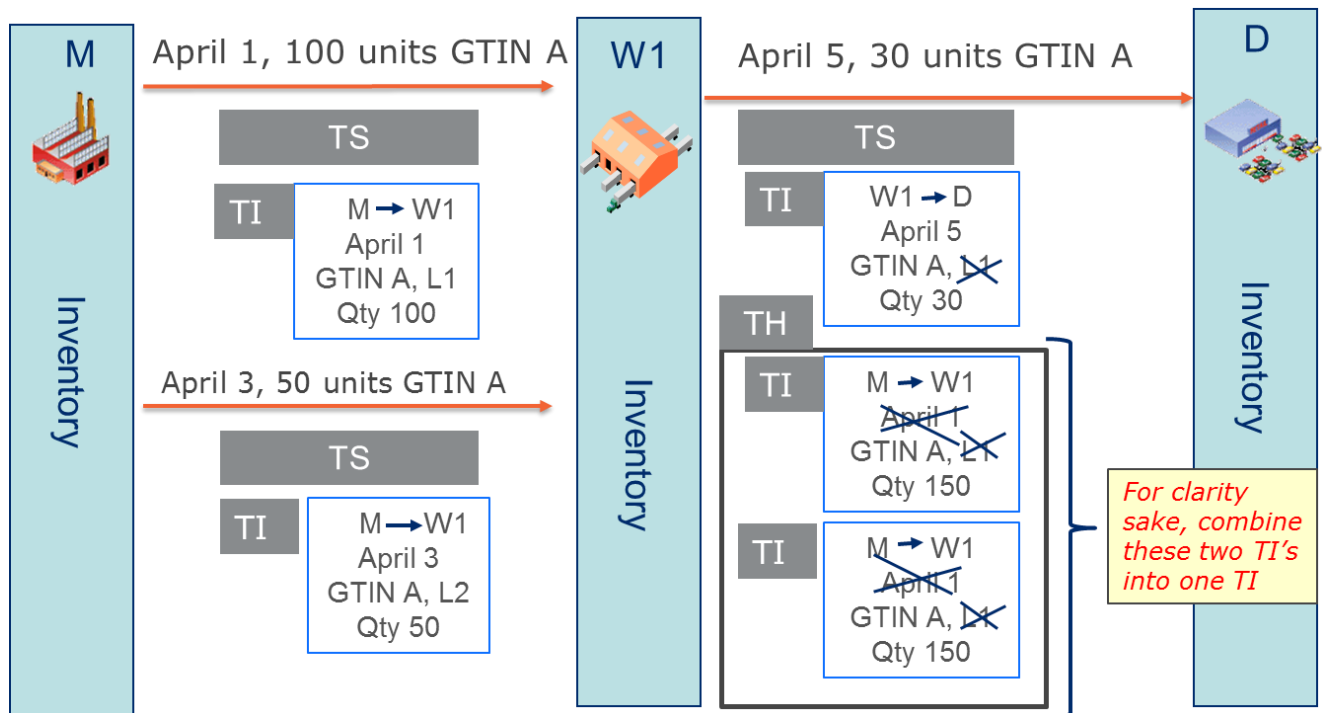 M
Inventory
April 1, 100 units GTIN A
TS
TI
M → W1
April 1
GTIN A, L1
Qty 100
April 3, 50 units GTIN A
TS
TI
M → W1
April 3
GTIN A, L2
Qty 50
W1
Inventory
April 5, 30 units GTIN A
TS
TI
W1 → D
April 5
GTIN A, L1
Qty 30
TH
TI
M → W1
April 1
GTIN A, L1
Qty 150
TI
M → W1
April 1
GTIN A, L1
Qty 150
D
Inventory
For clarity
sake, combine
these two TI's
into one TI